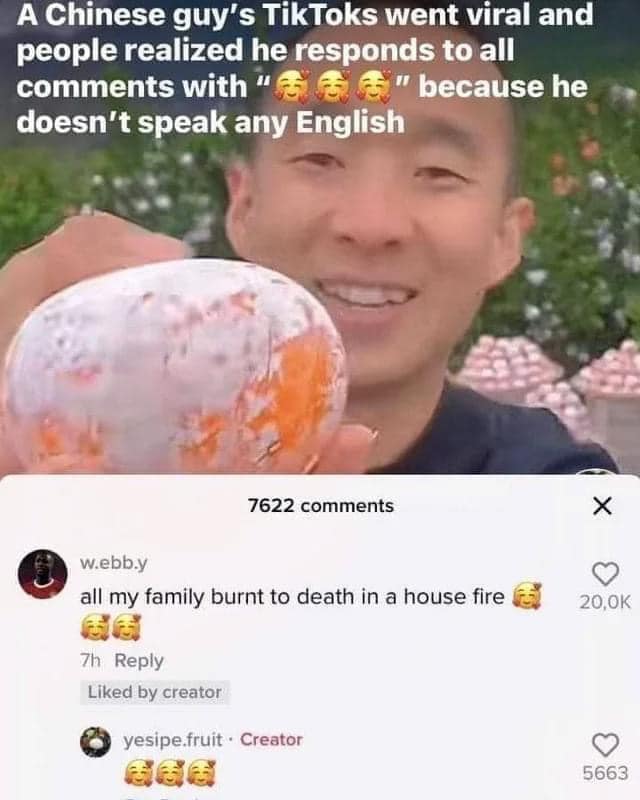 A Chinese guy's TikToks went viral and
people realized he responds to all
comments with “🥰🥰🥰” because he
doesn't speak any English
7622 comments
w.ebb.y
all my family burnt to death in a house fire 🥰
🥰🥰
20,0K
7h Reply
Liked by creator
yesipe.fruit · Creator
🥰🥰🥰
5663